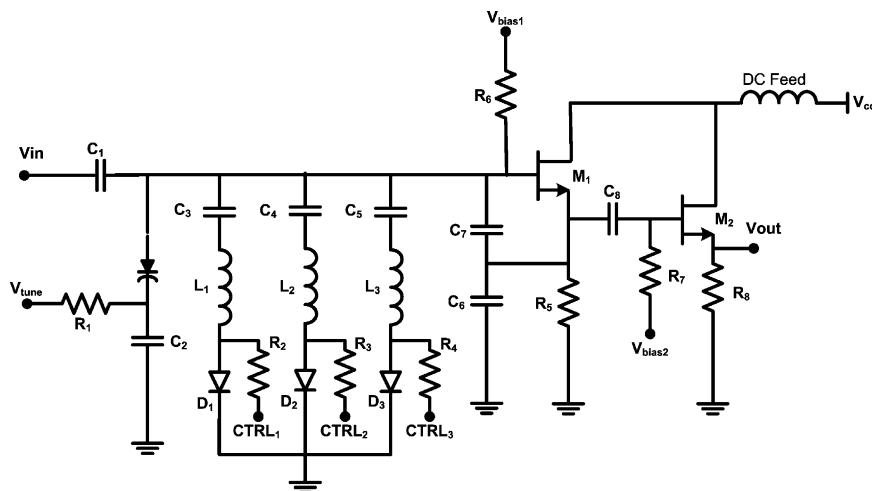 Vbias1
R6
DC Feed
Vcc
Vin
C1
M1
C3
C4
C5
C7
C8
M2
Vout
Vtune
R1
L1
L2
L3
C6
R5
R7
R8
C2
R2
R3
R4
Vbias2
D1
D2
D3
CTRL1
CTRL2
CTRL3